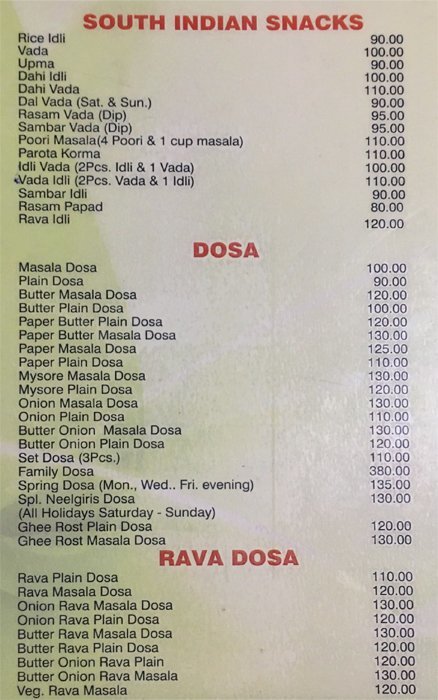 SOUTH INDIAN SNACKS
Rice Idli 90.00
Vada 100.00
Upma 90.00
Dahi Idli 100.00
Dahi Vada 110.00
Dal Vada (Sat. & Sun.) 90.00
Rasam Vada (Dip) 95.00
Sambar Vada (Dip) 95.00
Poori Masala(4 Poori & 1 cup masala) 110.00
Parota Korma 110.00
Idli Vada (2Pcs. Idli & 1 Vada) 100.00
Vada Idli (2Pcs. Vada & 1 Idli) 110.00
Sambar Idli 90.00
Rasam Papad 80.00
Rava Idli 120.00
DOSA
Masala Dosa 100.00
Plain Dosa 90.00
Butter Masala Dosa 120.00
Butter Plain Dosa 100.00
Paper Butter Plain Dosa 120.00
Paper Butter Masala Dosa 130.00
Paper Masala Dosa 125.00
Paper Plain Dosa 110.00
Mysore Masala Dosa 130.00
Mysore Plain Dosa 120.00
Onion Masala Dosa 130.00
Onion Plain Dosa 110.00
Butter Onion Masala Dosa 130.00
Butter Onion Plain Dosa 120.00
Set Dosa (3Pcs.) 110.00
Family Dosa 380.00
Spring Dosa (Mon., Wed.. Fri. evening) 135.00
Spl. Neelgiris Dosa 130.00
(All Holidays Saturday - Sunday)
Ghee Rost Plain Dosa 120.00
Ghee Rost Masala Dosa 130.00
RAVA DOSA
Rava Plain Dosa 110.00
Rava Masala Dosa 120.00
Onion Rava Masala Dosa 130.00
Onion Rava Plain Dosa 120.00
Butter Rava Masala Dosa 130.00
Butter Rava Plain Dosa 120.00
Butter Onion Rava Plain 120.00
Butter Onion Rava Masala 130.00
Veg. Rava Masala 120.00